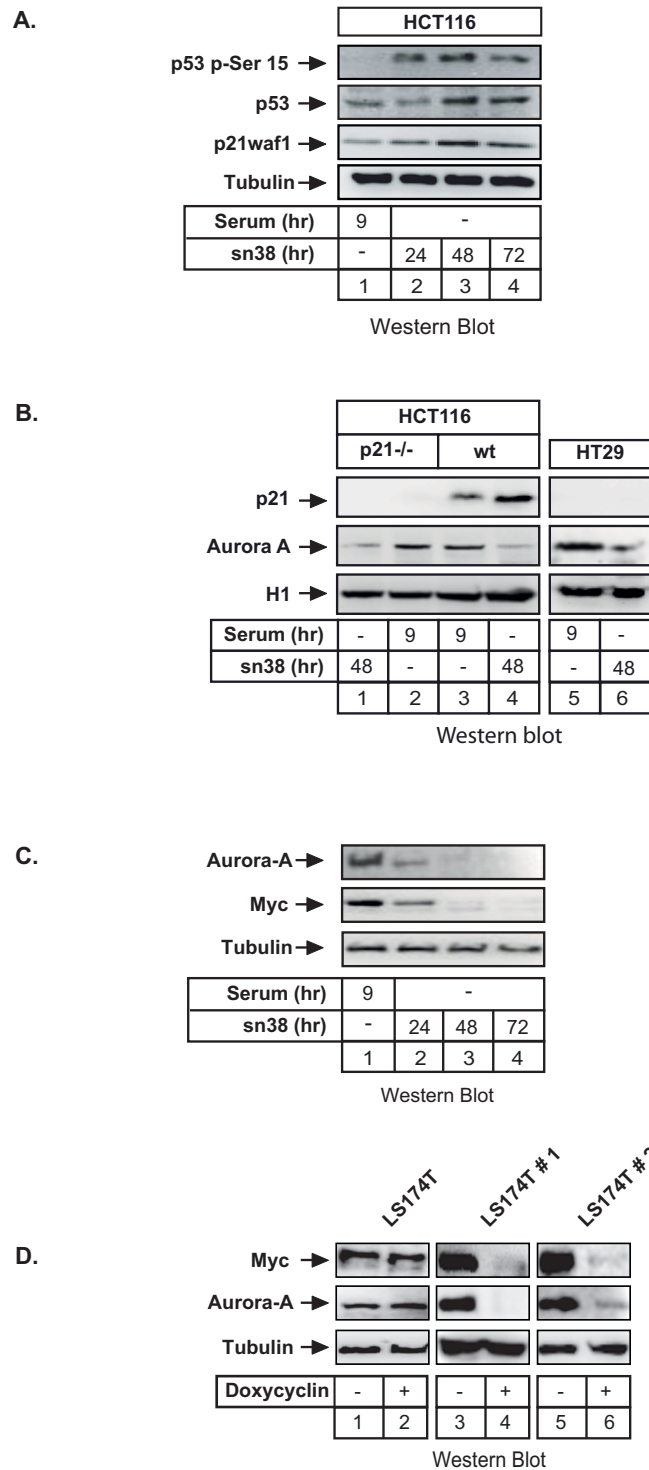 A.
HCT116
p53 p-Ser 15
p53
p21waf1
Tubulin
Serum (hr) 9 -
sn38 (hr) - 24 48 72
1 2 3 4
Western Blot
B.
HCT116
p21-/- wt HT29
p21
Aurora A
H1
Serum (hr) - 9 9 - 9 -
sn38 (hr) 48 - - 48 - 48
1 2 3 4 5 6
Western blot
C.
Aurora-A
Myc
Tubulin
Serum (hr) 9 -
sn38 (hr) - 24 48 72
1 2 3 4
Western Blot
LS174T LS174T # 1 LS174T #
D.
Myc
Aurora-A
Tubulin
Doxycyclin - + - + - +
1 2 3 4 5 6
Western Blot